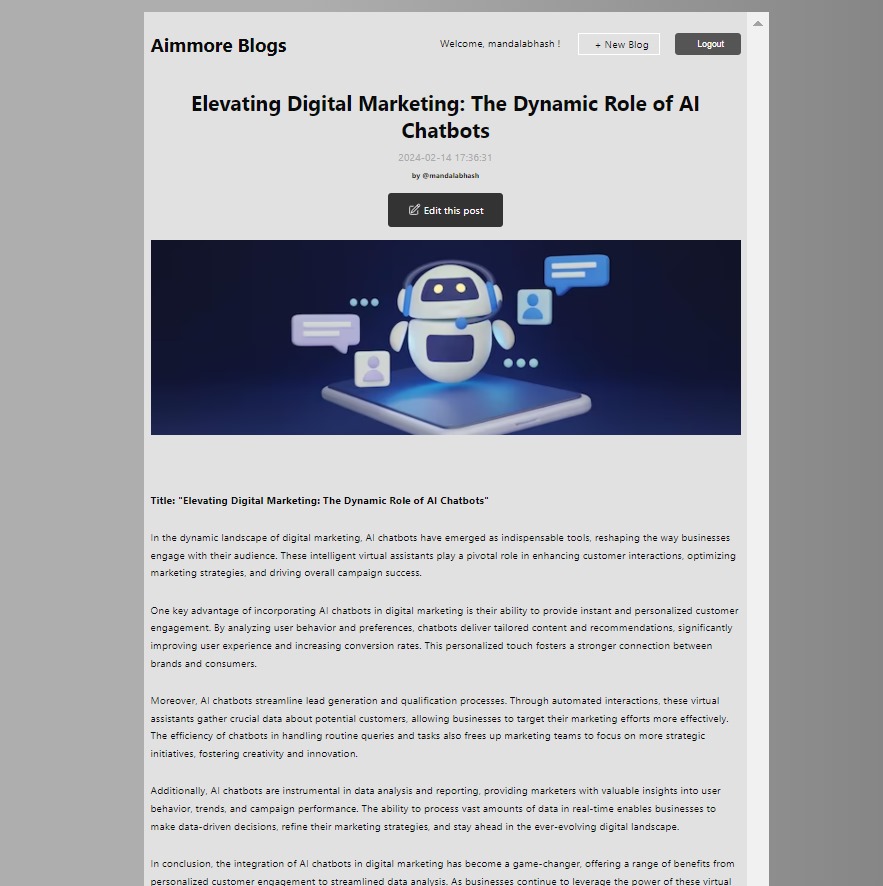 Aimmore Blogs
Welcome, mandalabhash !
+ New Blog
Logout
Elevating Digital Marketing: The Dynamic Role of AI
Chatbots
2024-02-14 17:36:31
by @mandalabhash
Edit this post
Title: "Elevating Digital Marketing: The Dynamic Role of AI Chatbots"
In the dynamic landscape of digital marketing, AI chatbots have emerged as indispensable tools, reshaping the way businesses
engage with their audience. These intelligent virtual assistants play a pivotal role in enhancing customer interactions, optimizing
marketing strategies, and driving overall campaign success.
One key advantage of incorporating AI chatbots in digital marketing is their ability to provide instant and personalized customer
engagement. By analyzing user behavior and preferences, chatbots deliver tailored content and recommendations, significantly
improving user experience and increasing conversion rates. This personalized touch fosters a stronger connection between
brands and consumers.
Moreover, AI chatbots streamline lead generation and qualification processes. Through automated interactions, these virtual
assistants gather crucial data about potential customers, allowing businesses to target their marketing efforts more effectively.
The efficiency of chatbots in handling routine queries and tasks also frees up marketing teams to focus on more strategic
initiatives, fostering creativity and innovation.
Additionally, AI chatbots are instrumental in data analysis and reporting, providing marketers with valuable insights into user
behavior, trends, and campaign performance. The ability to process vast amounts of data in real-time enables businesses to
make data-driven decisions, refine their marketing strategies, and stay ahead in the ever-evolving digital landscape.
In conclusion, the integration of AI chatbots in digital marketing has become a game-changer, offering a range of benefits from
personalized customer engagement to streamlined data analysis. As businesses continue to leverage the power of these virtual